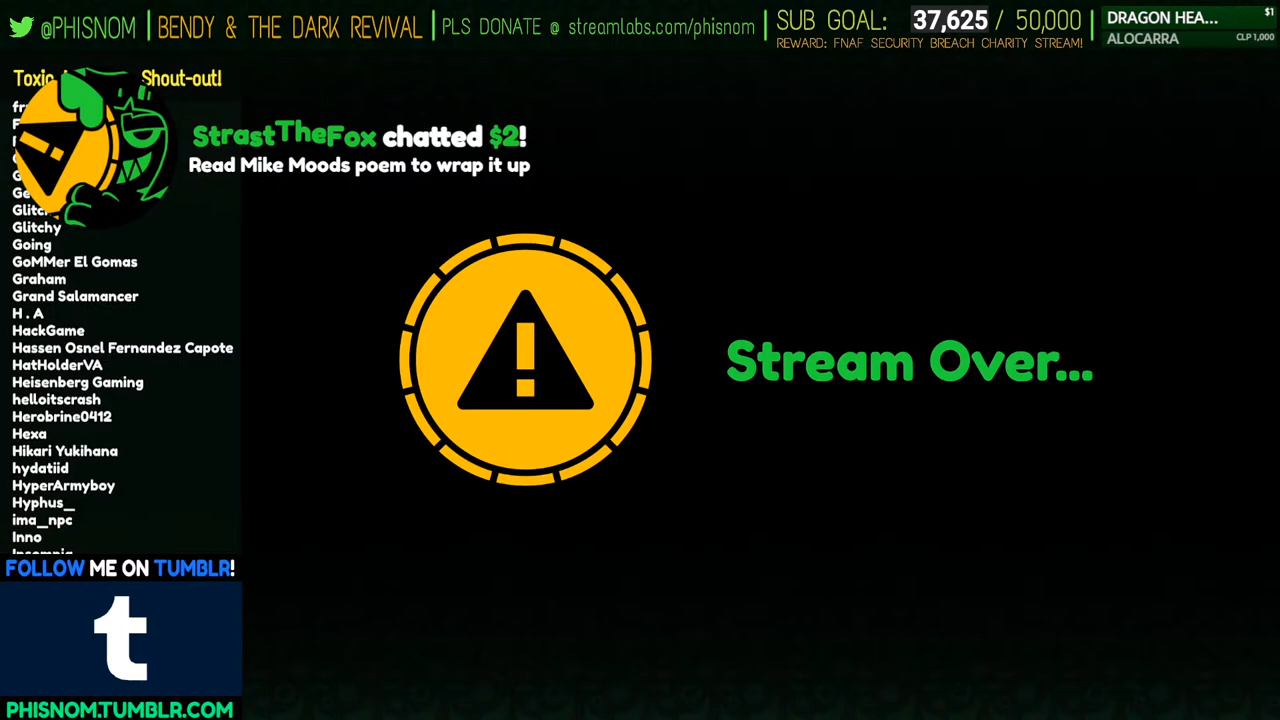 @PHISNOM
BENDY & THE DARK REVIVAL
PLS DONATE @ streamlabs.com/phisnom
SUB GOAL: 37,625 / 50,000
REWARD: FNAF SECURITY BREACH CHARITY STREAM!
DRAGON HEA... $1
ALOCARRA CLP 1,000
Shout-out!
StrastTheFox chatted $2!
Read Mike Moods poem to wrap it up
Glitchy
Going
GoMMer El Gomas
Graham
Grand Salamancer
H . A
HackGame
Hassen Osnel Fernandez Capote
HatHolderVA
Heisenberg Gaming
helloitscrash
Herobrine0412
Hexa
Hikari Yukihana
hydatiid
HyperArmyboy
Hyphus_
ima_npc
Inno
Stream Over...
FOLLOW ME ON TUMBLR!
t
PHISNOM.TUMBLR.COM